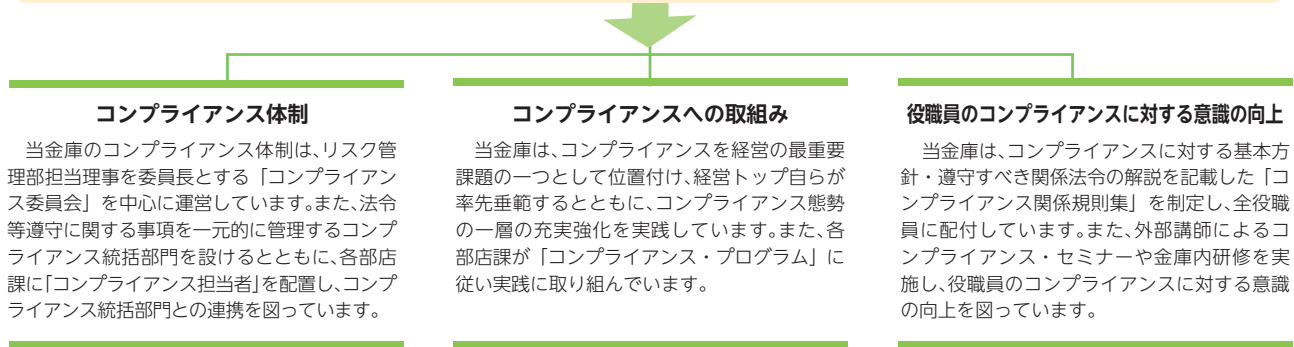 コンプライアンス体制
当金庫のコンプライアンス体制は、リスク管
理部担当理事を委員長とする「コンプライアン
ス委員会」を中心に運営しています。また、法令
等遵守に関する事項を一元的に管理するコンプ
ライアンス統括部門を設けるとともに、各部店
課に「コンプライアンス担当者」を配置し、コンプ
ライアンス統括部門との連携を図っています。
コンプライアンスへの取組み
当金庫は、コンプライアンスを経営の最重要
課題の一つとして位置付け、経営トップ自らが
率先垂範するとともに、コンプライアンス態勢
の一層の充実強化を実践しています。また、各
部店課が「コンプライアンス・プログラム」に
従い実践に取り組んでいます。
役職員のコンプライアンスに対する意識の向上
当金庫は、コンプライアンスに対する基本方
針・遵守すべき関係法令の解説を記載した「コ
ンプライアンス関係規則集」を制定し、全役職
員に配付しています。また、外部講師によるコ
ンプライアンス・セミナーや金庫内研修を実
施し、役職員のコンプライアンスに対する意識
の向上を図っています。